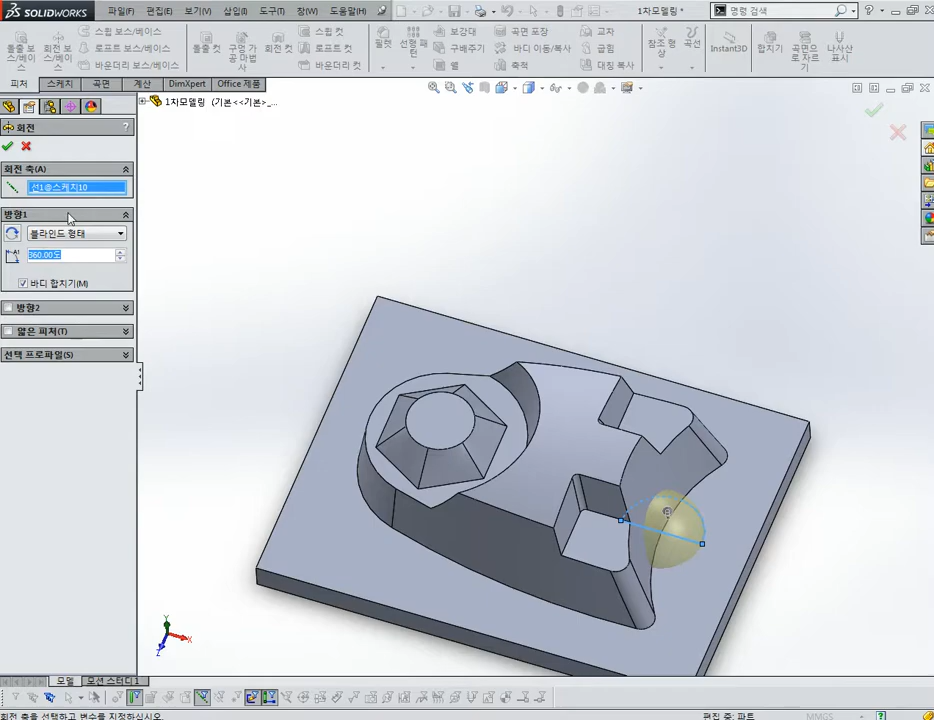 SOLIDWORKS 파일(F) 편집(E) 보기(V) 삽입(I) 도구(T) 창(W) 도움말(H) 1차모델링 * 명령 검색
돌출 보스/베이스
회전 보스/베이스
스윕 보스/베이스
로프트 보스/베이스
바운더리 보스/베이스
돌출 컷
구멍 가공 마법사
회전 컷
스윕 컷
로프트 컷
바운더리 컷
필렛
선형 패턴
보강대
구배주기
쉘
곡면 포장
바디 이동/복사
축척
교차
굽힘
대칭 복사
참조 형상
곡선
Instant3D
합치기
곡면으로 자르기
나사산 표시
피처 스케치 곡면 계산 DimXpert Office 제품
1차모델링 (기본<<기본>_...
회전 ?
회전 축(A)
선1@스케치10
방향1
블라인드 형태
360.00도
바디 합치기(M)
방향2
얇은 피처(T)
선택 프로파일(S)
Y
X
Z
모델 모션 스터디 1
회전 축을 선택하고 변수를 지정하십시오. 편집 중: 파트 MMGS